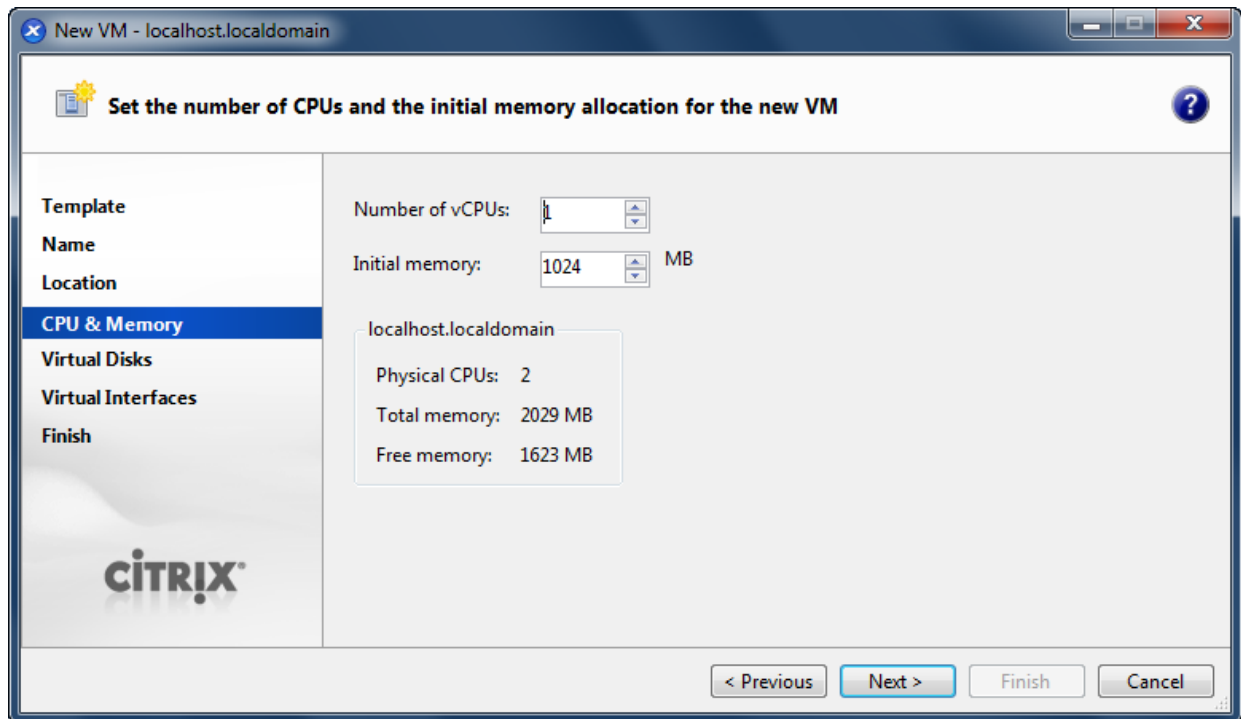 New VM - localhost.localdomain
Set the number of CPUs and the initial memory allocation for the new VM
?
Template
Name
Location
CPU & Memory
Virtual Disks
Virtual Interfaces
Finish
CITRIX
Number of vCPUs: 1
Initial memory: 1024 MB
localhost.localdomain
Physical CPUs: 2
Total memory: 2029 MB
Free memory: 1623 MB
< Previous Next > Finish Cancel